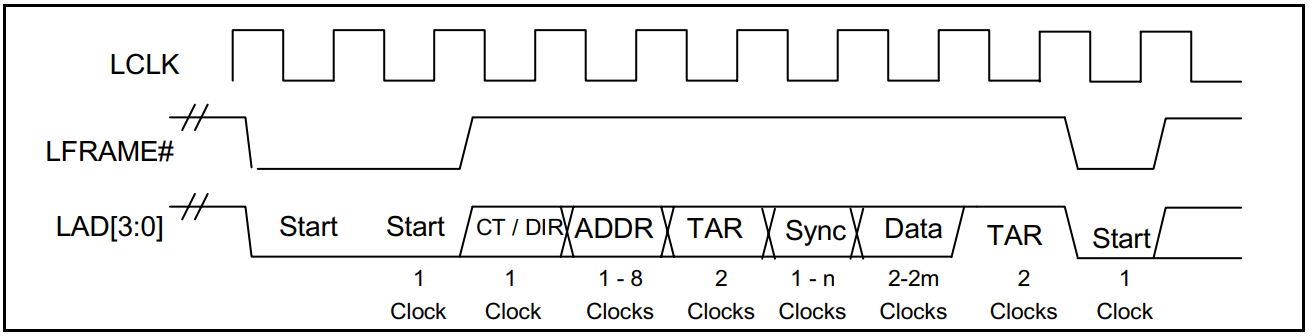 LCLK
LFRAME#
LAD[3:0] Start Start CT / DIR ADDR TAR Sync Data TAR Start
1 1 1 - 8 2 1 - n 2-2m 2 1
Clock Clock Clocks Clocks Clocks Clocks Clocks Clock